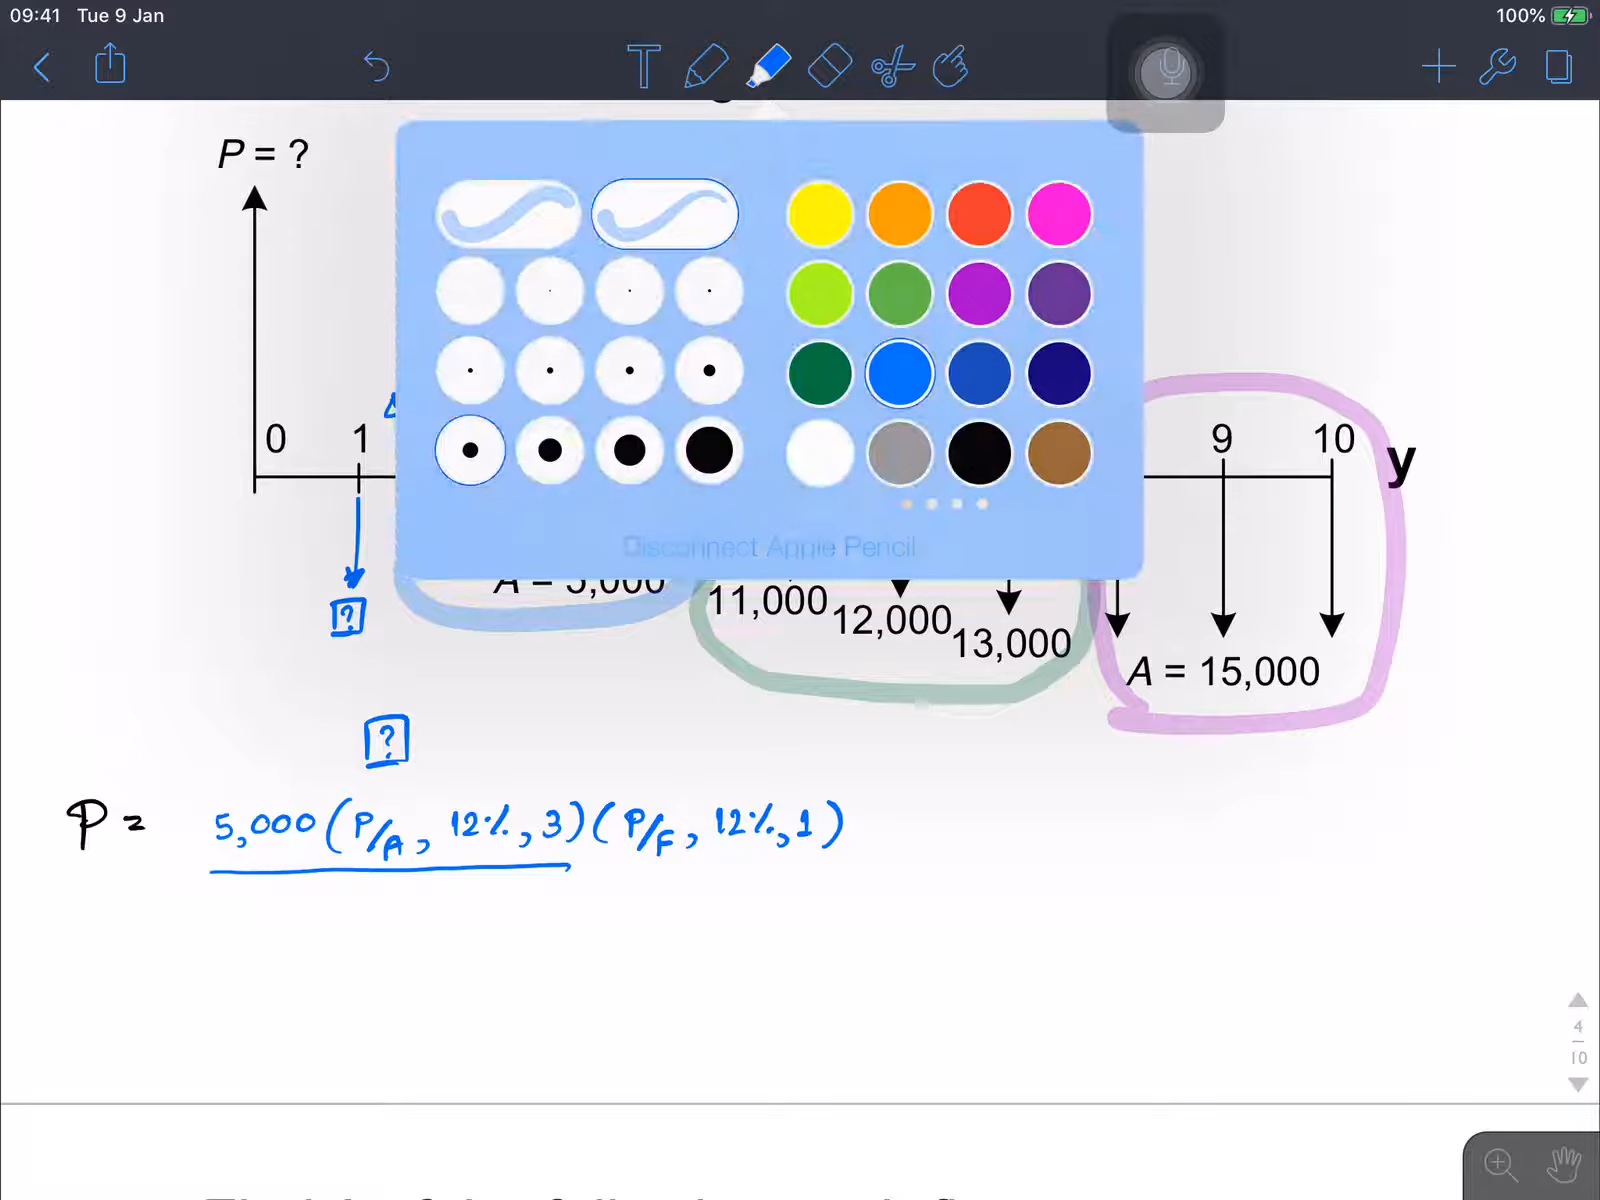 09:41 Tue 9 Jan 100%
P = ?
0 1 9 10 y
Disconnect Apple Pencil
A = 5,000
11,000 12,000 13,000
?
A = 15,000
?
P = 5,000 (P/A, 12%, 3) (P/F, 12%, 1)
4
10